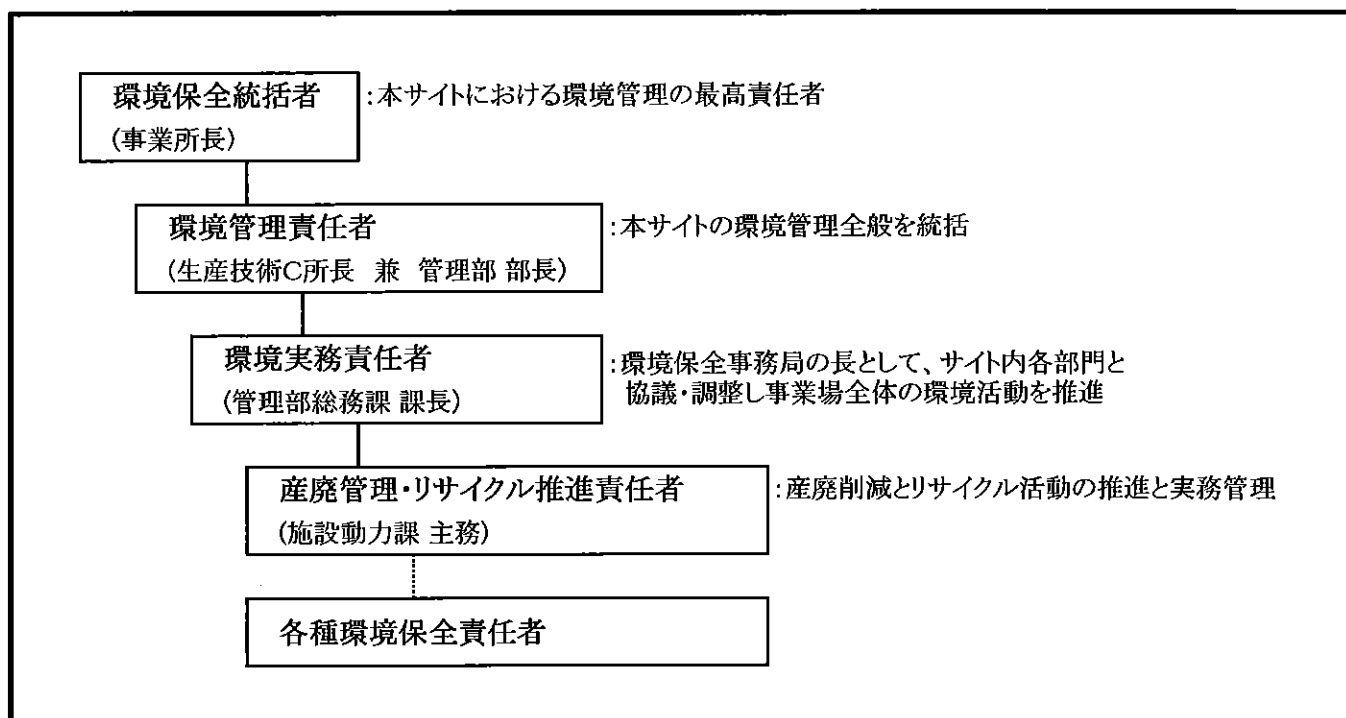 環境保全統括者 :本サイトにおける環境管理の最高責任者
(事業所長)
環境管理責任者 :本サイトの環境管理全般を統括
(生産技術C所長 兼 管理部 部長)
環境実務責任者 :環境保全事務局の長として、サイト内各部門と
(管理部総務課 課長) 協議・調整し事業場全体の環境活動を推進
産廃管理・リサイクル推進責任者 :産廃削減とリサイクル活動の推進と実務管理
(施設動力課 主務)
各種環境保全責任者